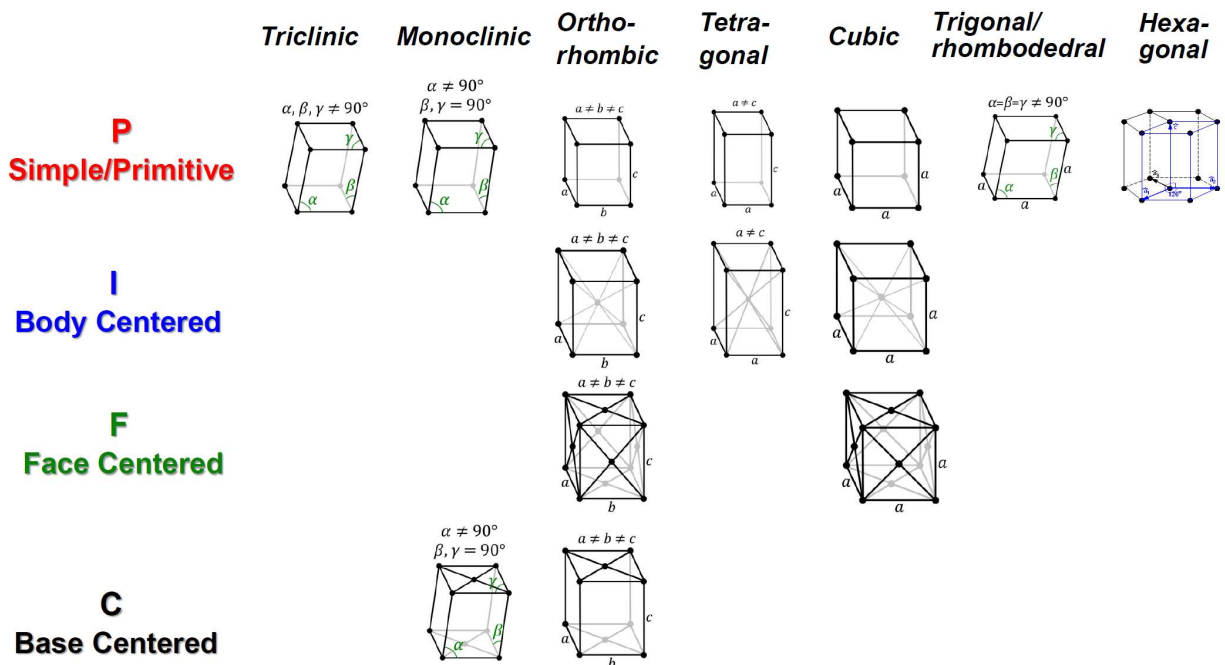 Triclinic
Monoclinic
Ortho-
rhombic
Tetra-
gonal
Cubic
Trigonal/
rhombodedral
Hexa-
gonal
P
Simple/Primitive
α, β, γ ≠ 90°
γ
β
α
α ≠ 90°
β, γ = 90°
γ
β
α
a ≠ b ≠ c
c
a
b
a ≠ c
c
a
a
a
a
a
α=β=γ ≠ 90°
γ
a
β
a
α
a
120°
I
Body Centered
a ≠ b ≠ c
c
a
b
a ≠ c
c
a
a
a
a
a
F
Face Centered
a ≠ b ≠ c
c
a
b
a
a
a
C
Base Centered
α ≠ 90°
β, γ = 90°
γ
β
α
a ≠ b ≠ c
c
a
b